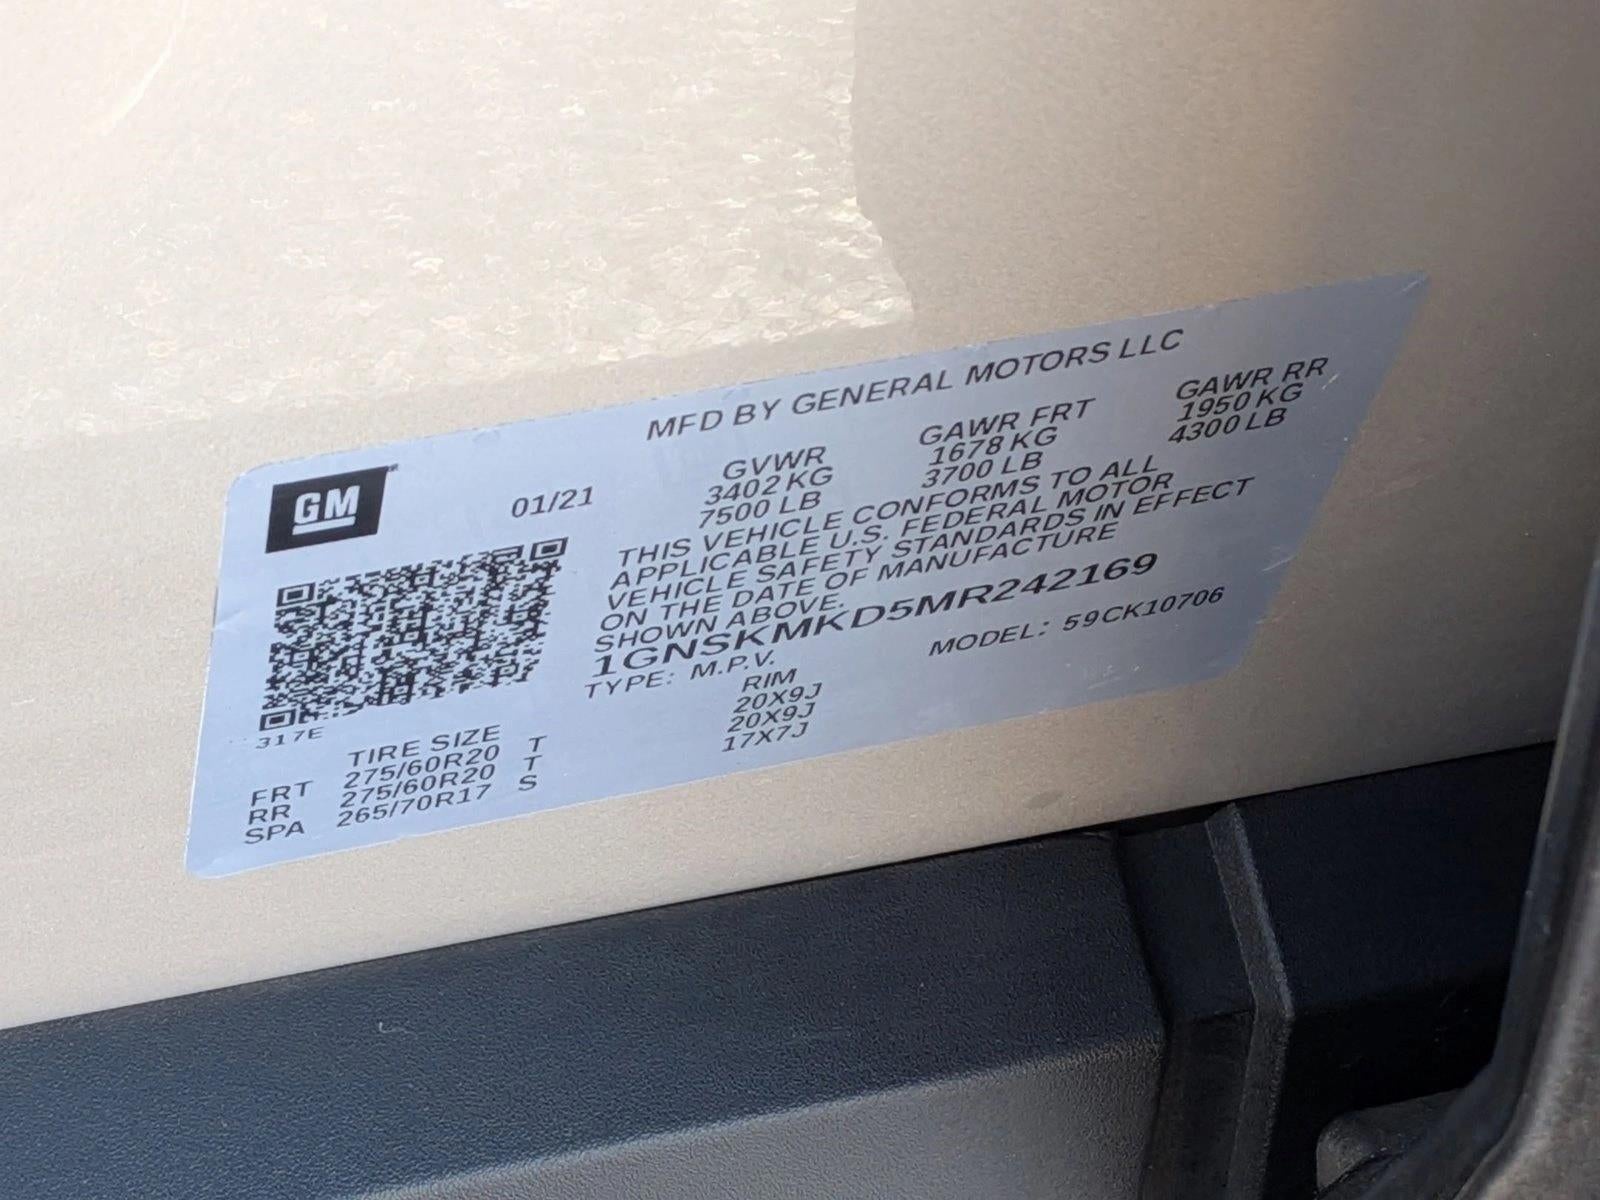 MFD BY GENERAL MOTORS LLC
GM
01/21
GVWR GAWR FRT GAWR RR
3402 KG 1678 KG 1950 KG
7500 LB 3700 LB 4300 LB
THIS VEHICLE CONFORMS TO ALL
APPLICABLE U.S. FEDERAL MOTOR
VEHICLE SAFETY STANDARDS IN EFFECT
ON THE DATE OF MANUFACTURE
SHOWN ABOVE.
1GNSKMKD5MR242169
TYPE: M.P.V. MODEL: 59CK10706
317E
TIRE SIZE RIM
FRT 275/60R20 T 20X9J
RR 275/60R20 T 20X9J
SPA 265/70R17 S 17X7J